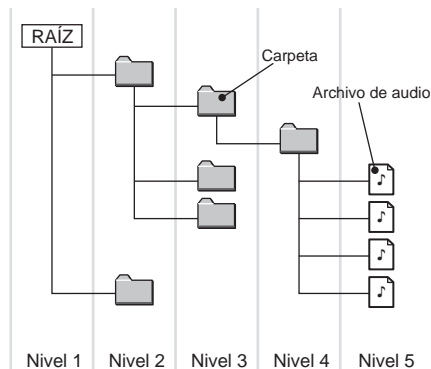 RAÍZ
Carpeta
Archivo de audio
Nivel 1
Nivel 2
Nivel 3
Nivel 4
Nivel 5